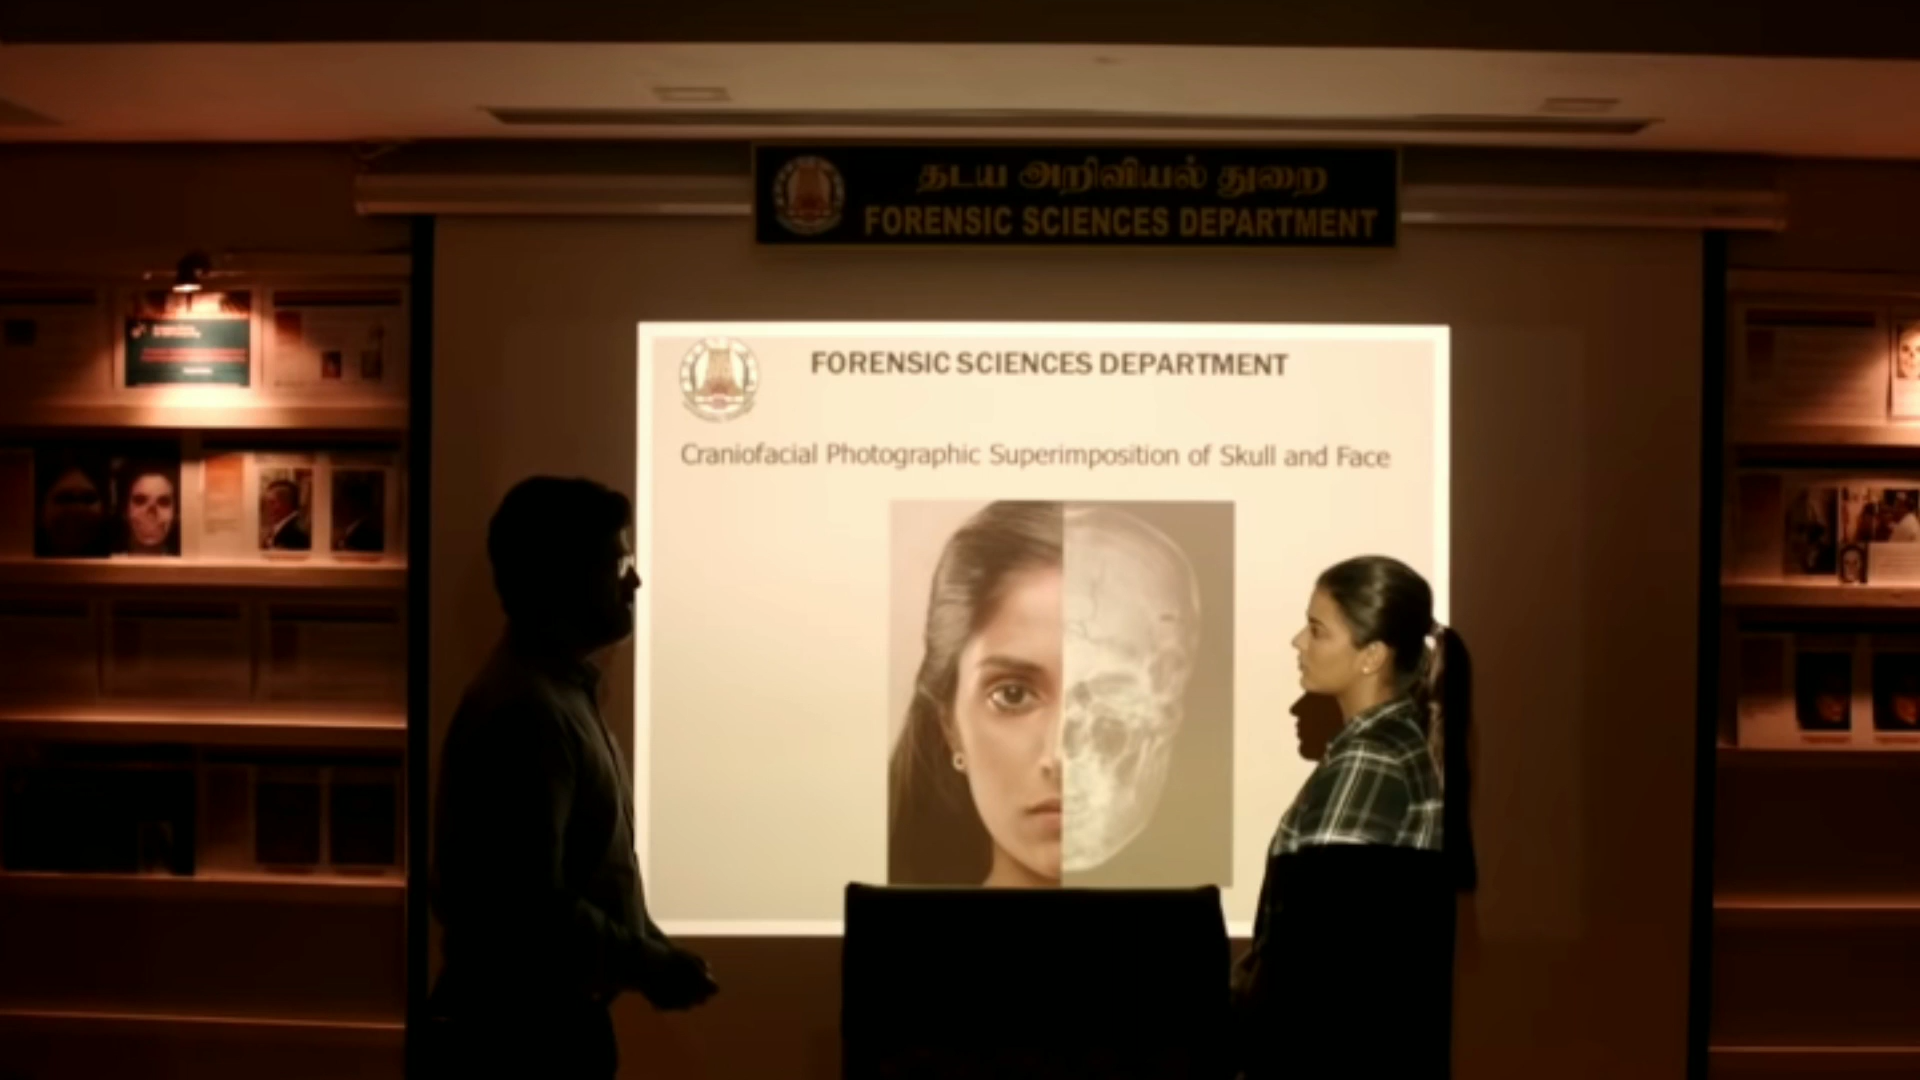 தடய அறிவியல் துறை
FORENSIC SCIENCES DEPARTMENT
FORENSIC SCIENCES DEPARTMENT
Craniofacial Photographic Superimposition of Skull and Face